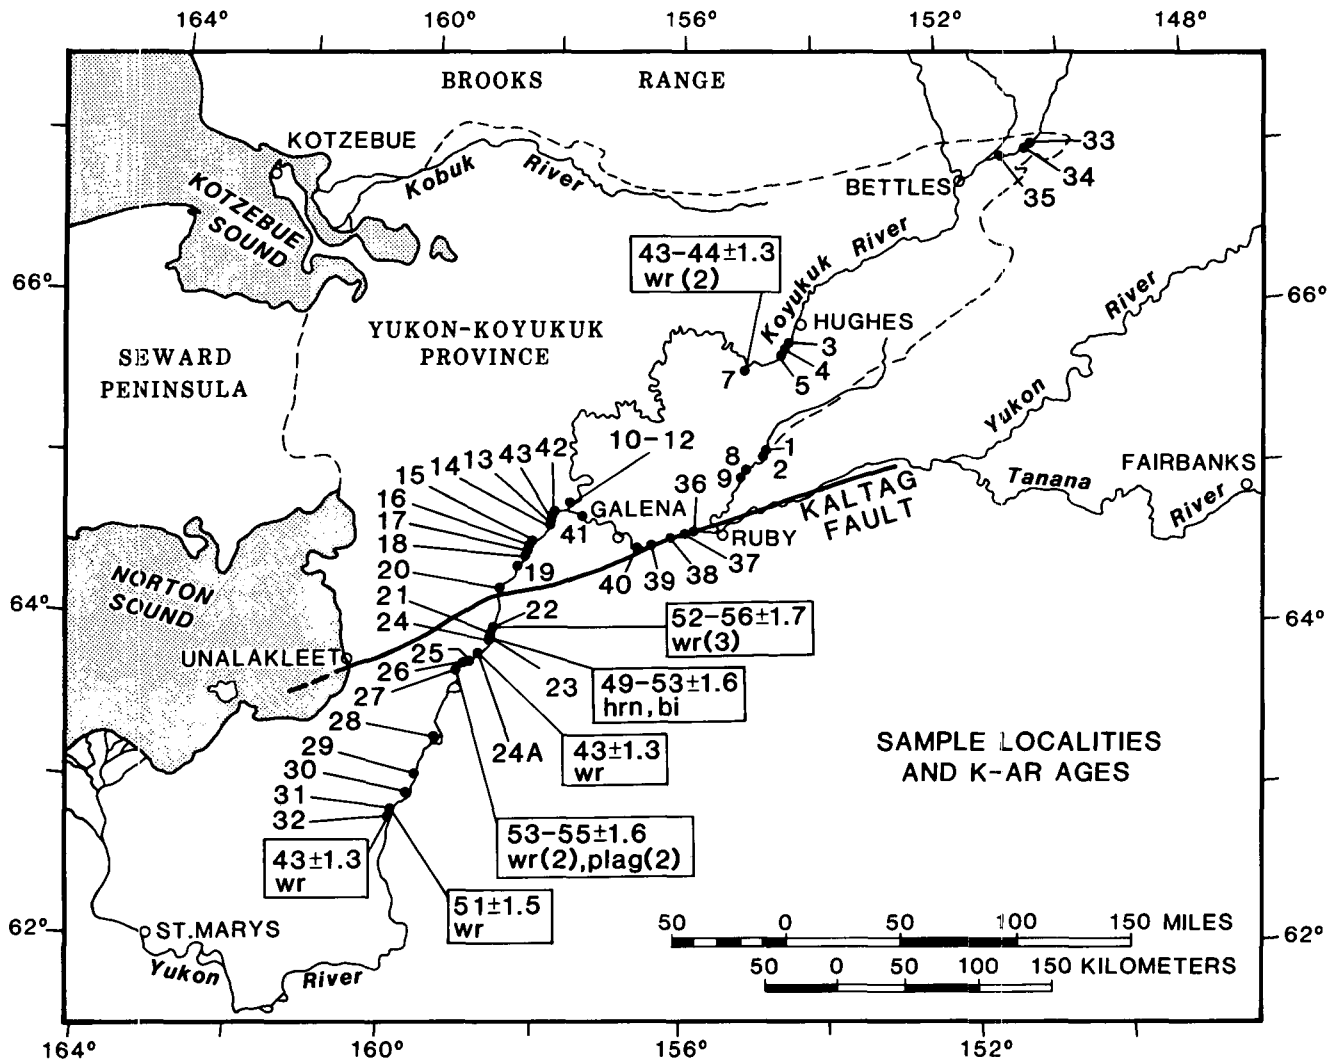 164° 160° 156° 152° 148°
BROOKS RANGE
KOTZEBUE
Kobuk River
33
34
35
BETTLES
KOTZEBUE
SOUND
43-44±1.3
wr (2)
Koyukuk River
River
66° 66°
HUGHES
YUKON-KOYUKUK
PROVINCE
SEWARD
PENINSULA
3
4
5
7
Yukon
10-12
42
43
13
14
15
16
17
18
19
20
21
22
24
8
9
1
2
36
GALENA
41
KALTAG
FAULT
FAIRBANKS
Tanana
River
RUBY
37
38
39
40
NORTON
SOUND
64° 64°
52-56±1.7
wr(3)
UNALAKLEET
25
26
27
23
49-53±1.6
hrn, bi
28
24A
43±1.3
wr
29
30
31
32
SAMPLE LOCALITIES
AND K-AR AGES
53-55±1.6
wr(2),plag(2)
43±1.3
wr
51±1.5
wr
62° 62°
ST. MARYS
Yukon River
50 0 50 100 150 MILES
50 0 50 100 150 KILOMETERS
164° 160° 156° 152°